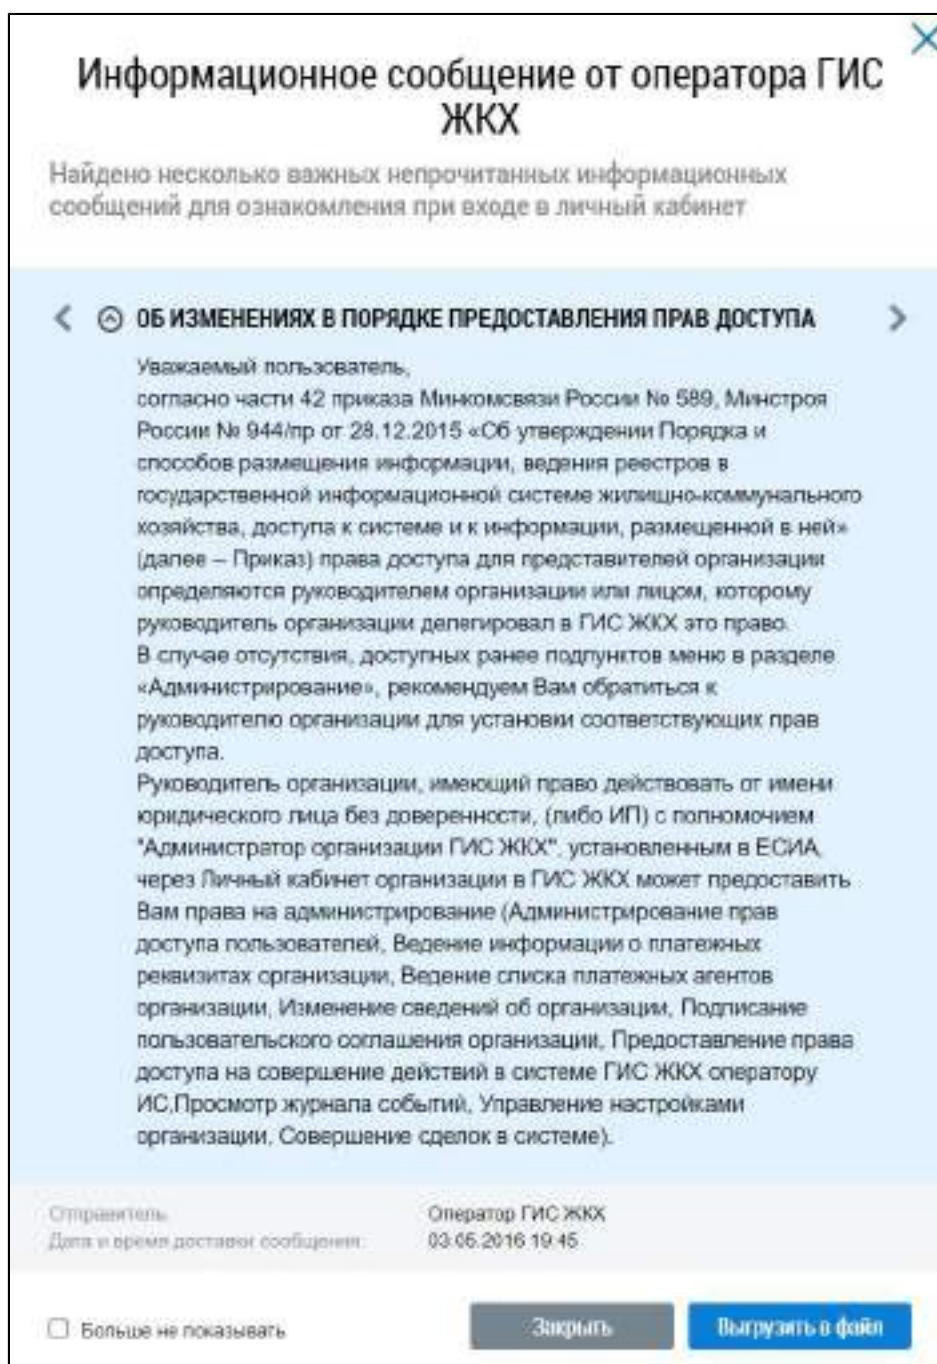 Информационное сообщение от оператора ГИС
ЖКХ
Найдено несколько важных непрочитанных информационных
сообщений для ознакомления при входе в личный кабинет
ОБ ИЗМЕНЕНИЯХ В ПОРЯДКЕ ПРЕДОСТАВЛЕНИЯ ПРАВ ДОСТУПА
Уважаемый пользователь,
согласно части 42 приказа Минкомсвязи России № 589, Минстроя
России № 944/пр от 28.12.2015 «Об утверждении Порядка и
способов размещения информации, ведения реестров в
государственной информационной системе жилищно-коммунального
хозяйства, доступа к системе и к информации, размещенной в ней»
(далее – Приказ) права доступа для представителей организации
определяются руководителем организации или лицом, которому
руководитель организации делегировал в ГИС ЖКХ это право.
В случае отсутствия, доступных ранее подпунктов меню в разделе
«Администрирование», рекомендуем Вам обратиться к
руководителю организации для установки соответствующих прав
доступа.
Руководитель организации, имеющий право действовать от имени
юридического лица без доверенности, (либо ИП) с полномочием
"Администратор организации ГИС ЖКХ", установленным в ЕСИА,
через Личный кабинет организации в ГИС ЖКХ может предоставить
Вам права на администрирование (Администрирование прав
доступа пользователей, Ведение информации о платежных
реквизитах организации, Ведение списка платежных агентов
организации, Изменение сведений об организации, Подписание
пользовательского соглашения организации, Предоставление права
доступа на совершение действий в системе ГИС ЖКХ оператору
ИС,Просмотр журнала событий, Управление настройками
организации, Совершение сделок в системе).
Отправитель: Оператор ГИС ЖКХ
Дата и время доставки сообщения: 03.05.2016 19:45
Больше не показывать Закрыть Выгрузить в файл